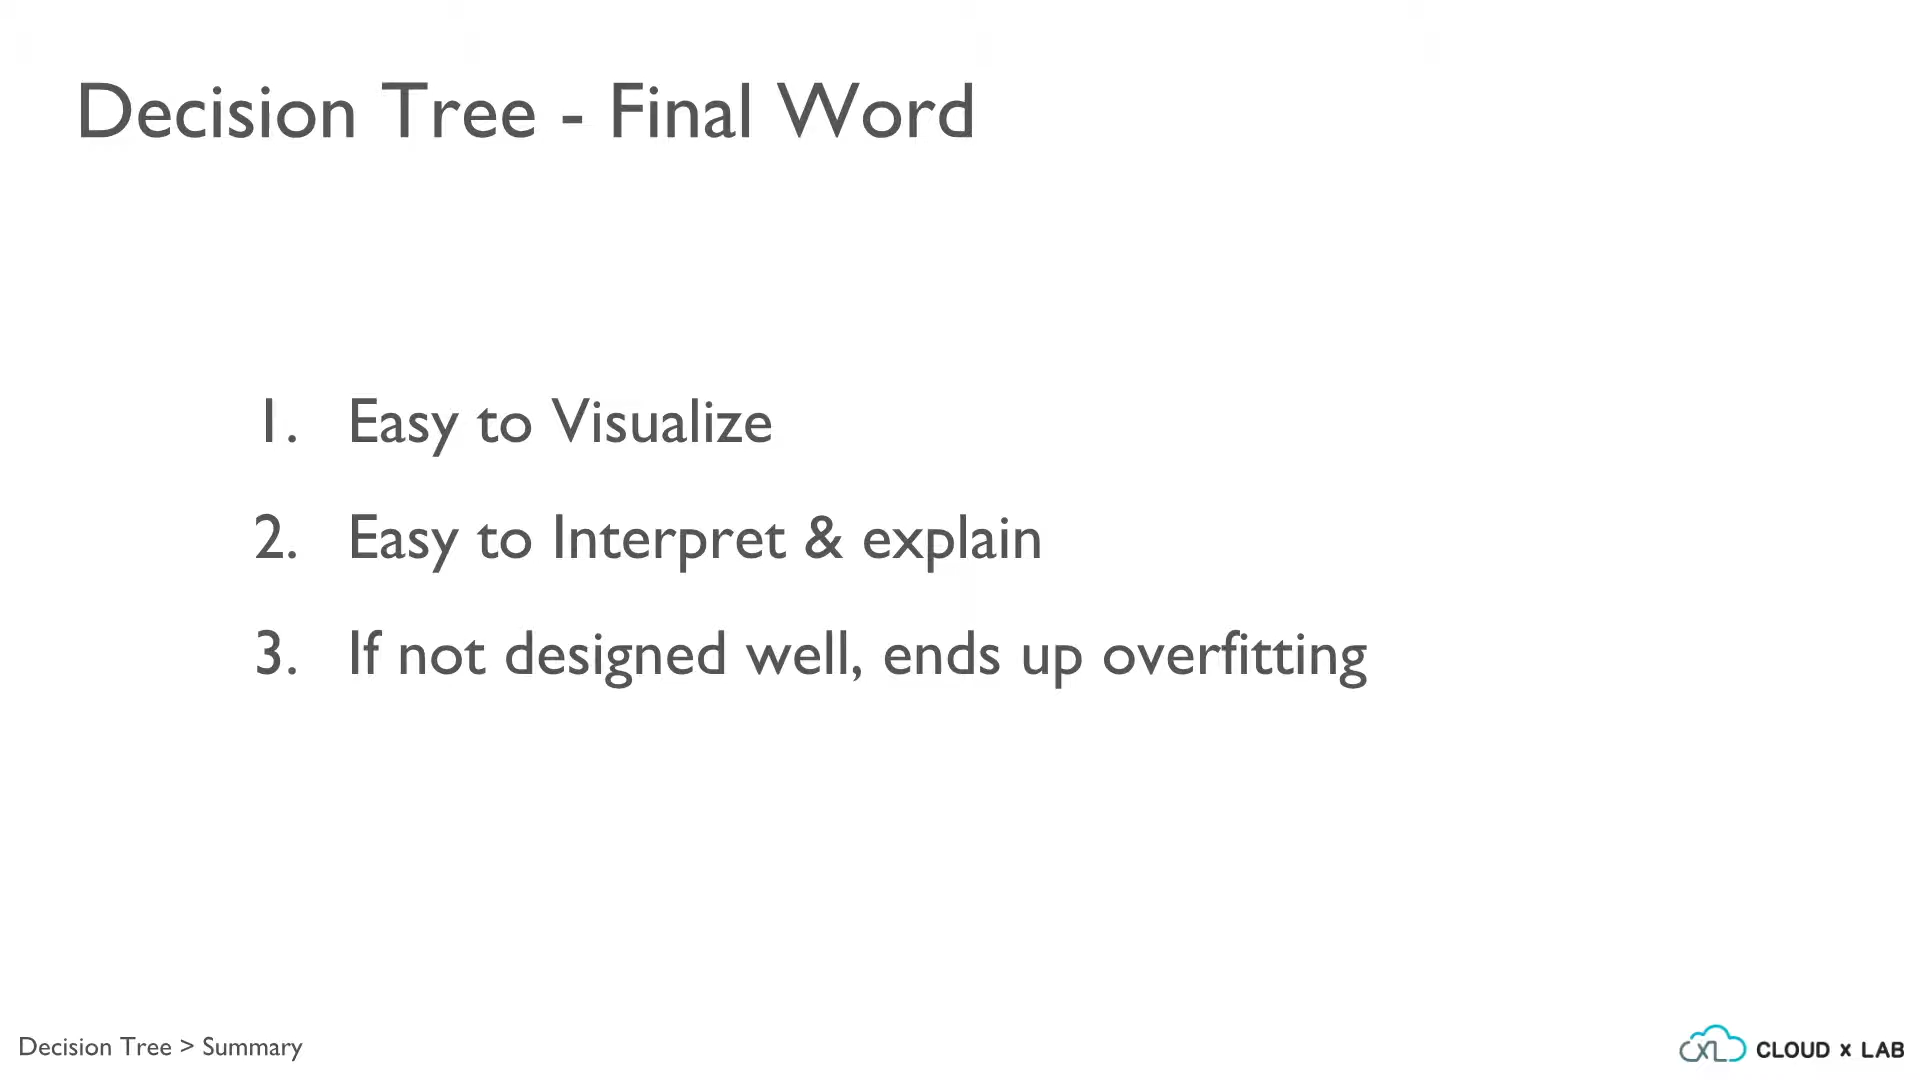 Decision Tree - Final Word
1. Easy to Visualize
2. Easy to Interpret & explain
3. If not designed well, ends up overfitting
Decision Tree > Summary
CXL CLOUD x LAB